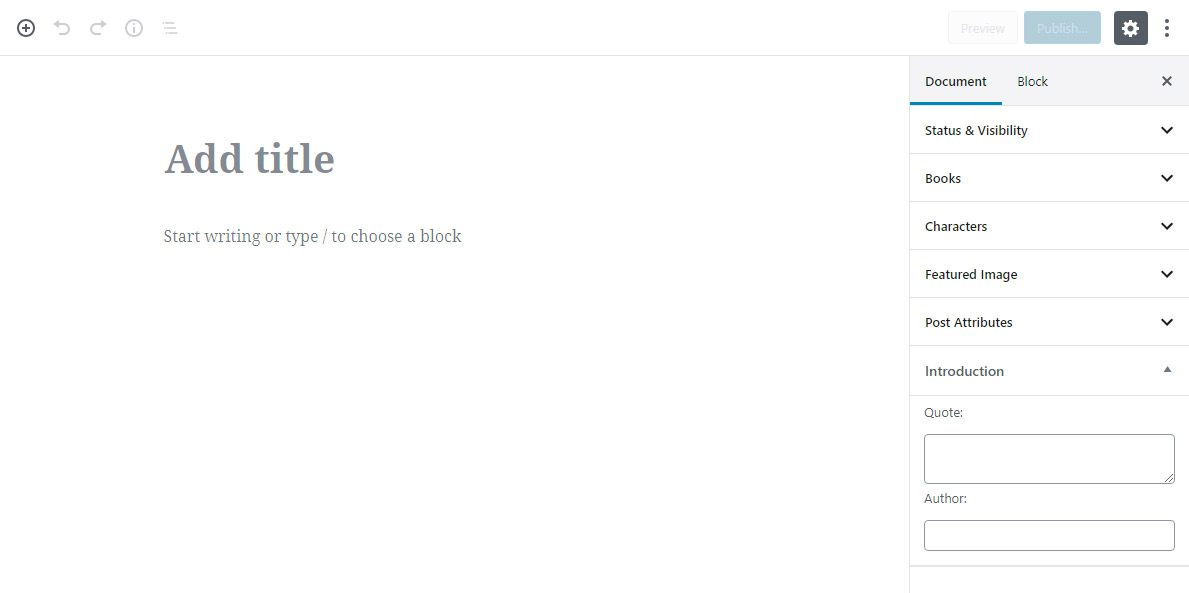 Preview
Publish...
Document
Block
Add title
Start writing or type / to choose a block
Status & Visibility
Books
Characters
Featured Image
Post Attributes
Introduction
Quote:
Author: